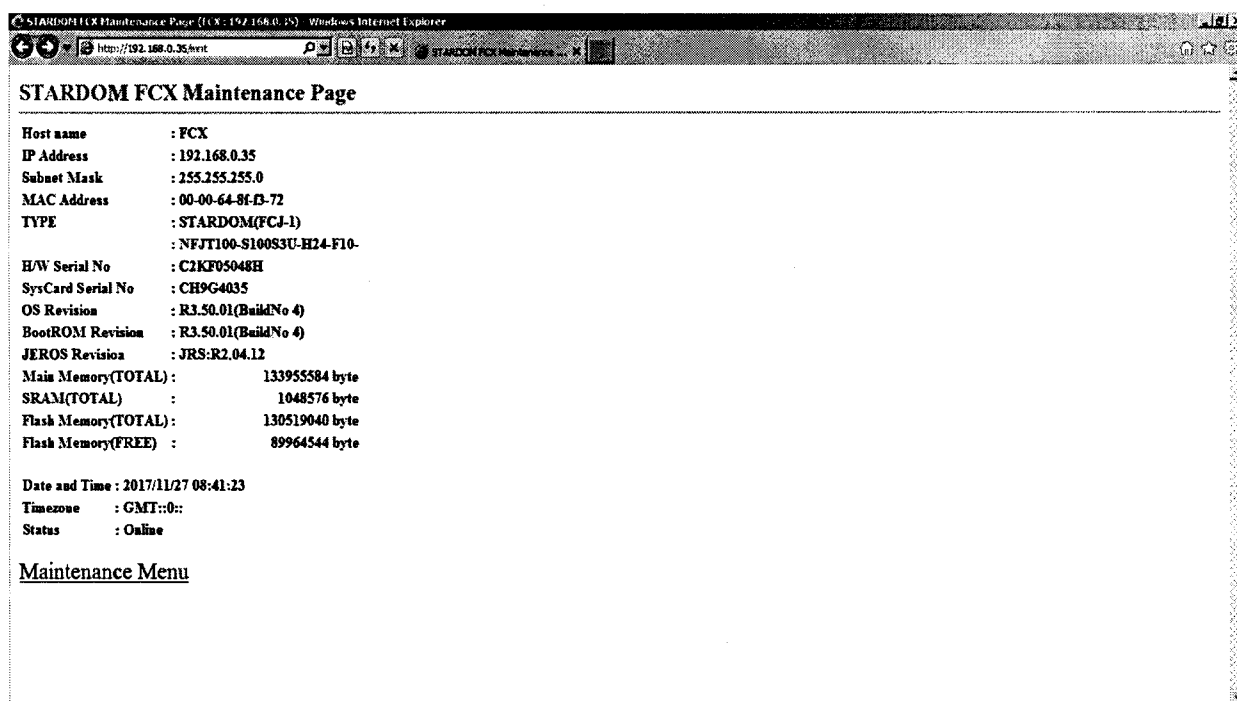 STARDOM FCX Maintenance Page (FCX : 192.168.0.35) - Windows Internet Explorer
http://192.168.0.35/mnt
STARDOM FCX Maintenance ...
STARDOM FCX Maintenance Page
Host name : FCX
IP Address : 192.168.0.35
Subnet Mask : 255.255.255.0
MAC Address : 00-00-64-8f-f3-72
TYPE : STARDOM(FCJ-1)
: NFJT100-S100S3U-H24-F10-
H/W Serial No : C2KF05048H
SysCard Serial No : CH9G4035
OS Revision : R3.50.01(BuildNo 4)
BootROM Revision : R3.50.01(BuildNo 4)
JEROS Revision : JRS:R2.04.12
Main Memory(TOTAL) : 133955584 byte
SRAM(TOTAL) : 1048576 byte
Flash Memory(TOTAL) : 130519040 byte
Flash Memory(FREE) : 89964544 byte
Date and Time : 2017/11/27 08:41:23
Timezone : GMT::0::
Status : Online
Maintenance Menu